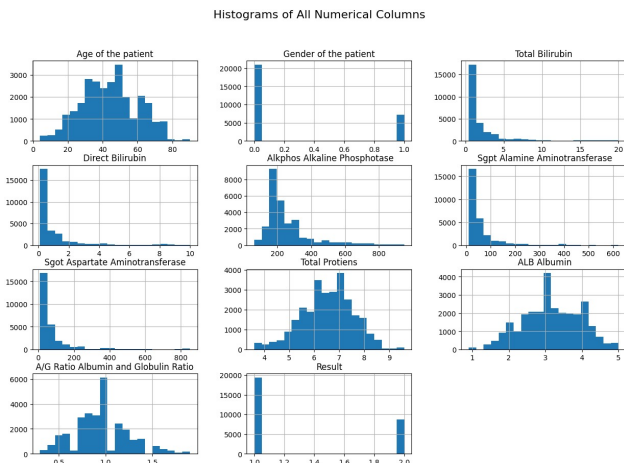 Histograms of All Numerical Columns
Age of the patient
Gender of the patient
Total Bilirubin
3000
2000
1000
0
20 40 60 80
20000
15000
10000
5000
0
0.0 0.2 0.4 0.6 0.8 1.0
15000
10000
5000
0
0 5 10 15 20
Direct Bilirubin
Alkphos Alkaline Phosphotase
Sgpt Alamine Aminotransferase
15000
10000
5000
0
0 2 4 6 8 10
8000
6000
4000
2000
0
200 400 600 800
15000
10000
5000
0
0 100 200 300 400 500 600
Sgot Aspartate Aminotransferase
Total Protiens
ALB Albumin
15000
10000
5000
0
0 200 400 600 800
4000
3000
2000
1000
0
4 5 6 7 8 9
4000
3000
2000
1000
0
1 2 3 4 5
A/G Ratio Albumin and Globulin Ratio
Result
6000
4000
2000
0
0.5 1.0 1.5
20000
15000
10000
5000
0
1.0 1.2 1.4 1.6 1.8 2.0